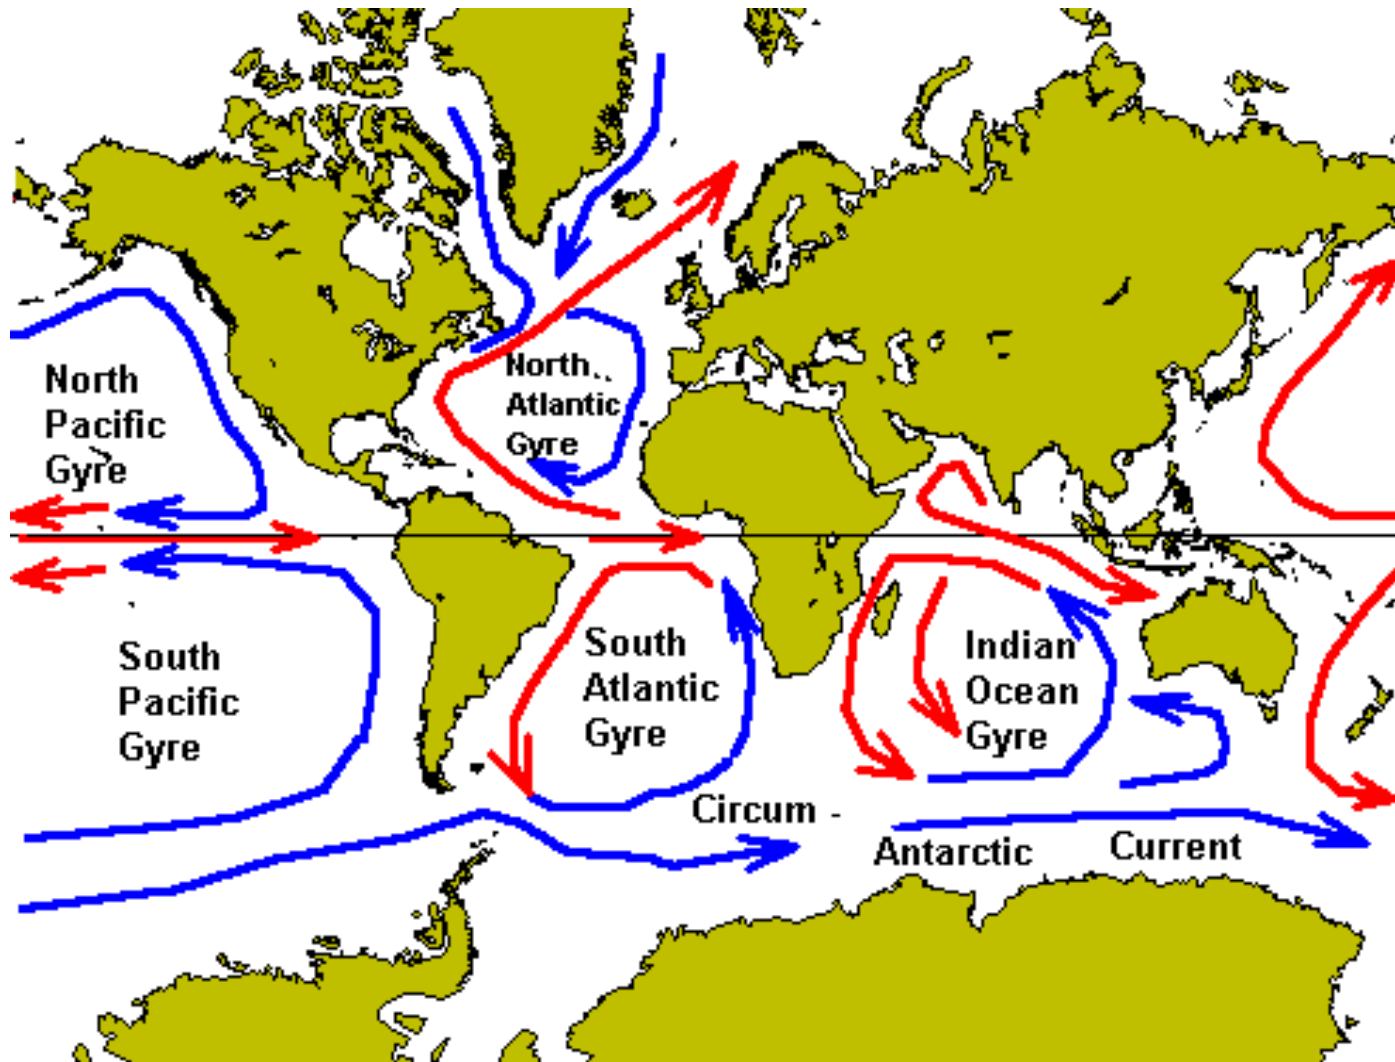 North
Pacific
Gyre
North
Atlantic
Gyre
South
Pacific
Gyre
South
Atlantic
Gyre
Indian
Ocean
Gyre
Circum -
Antarctic
Current